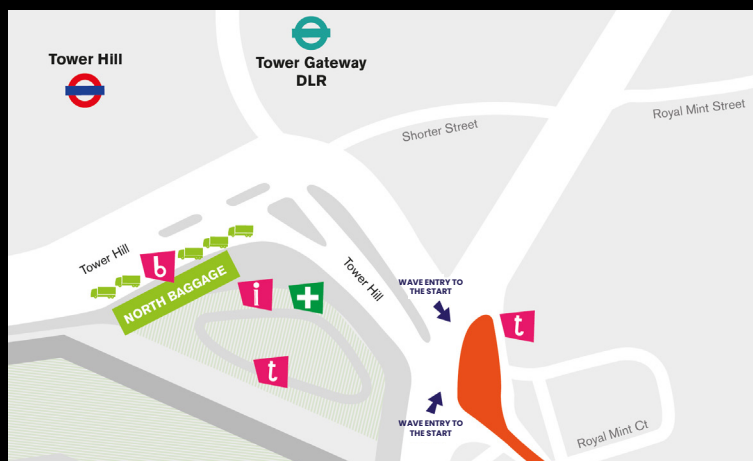 Tower Hill
Tower Gateway
DLR
Shorter Street
Royal Mint Street
Tower Hill
b
NORTH BAGGAGE
i
Tower Hill
WAVE ENTRY TO
THE START
t
t
WAVE ENTRY TO
THE START
Royal Mint Ct